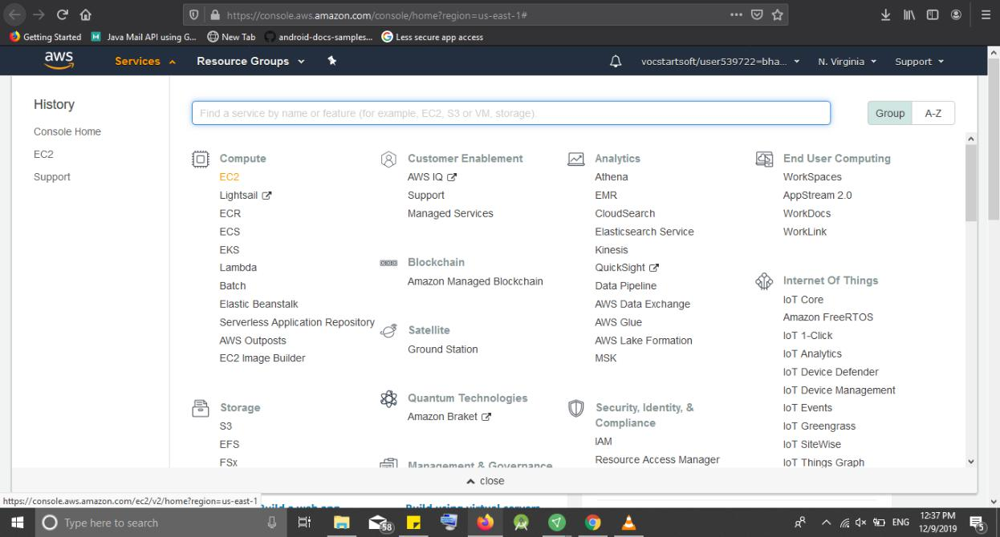 https://console.aws.amazon.com/console/home?region=us-east-1#
Getting Started
Java Mail API using G...
New Tab
android-docs-samples...
Less secure app access
aws
Services
Resource Groups
vocstartsoft/user539722=bha...
N. Virginia
Support
History
Console Home
EC2
Support
Find a service by name or feature (for example, EC2, S3 or VM, storage).
Group
A-Z
Compute
EC2
Lightsail
ECR
ECS
EKS
Lambda
Batch
Elastic Beanstalk
Serverless Application Repository
AWS Outposts
EC2 Image Builder
Storage
S3
EFS
FSx
Customer Enablement
AWS IQ
Support
Managed Services
Blockchain
Amazon Managed Blockchain
Satellite
Ground Station
Quantum Technologies
Amazon Braket
Management & Governance
Analytics
Athena
EMR
CloudSearch
Elasticsearch Service
Kinesis
QuickSight
Data Pipeline
AWS Data Exchange
AWS Glue
AWS Lake Formation
MSK
Security, Identity, &
Compliance
IAM
Resource Access Manager
End User Computing
WorkSpaces
AppStream 2.0
WorkDocs
WorkLink
Internet Of Things
IoT Core
Amazon FreeRTOS
IoT 1-Click
IoT Analytics
IoT Device Defender
IoT Device Management
IoT Events
IoT Greengrass
IoT SiteWise
IoT Things Graph
close
https://console.aws.amazon.com/ec2/v2/home?region=us-east-1
Build a web app
Build using virtual servers
Type here to search
58
ENG
12:37 PM
12/9/2019
5